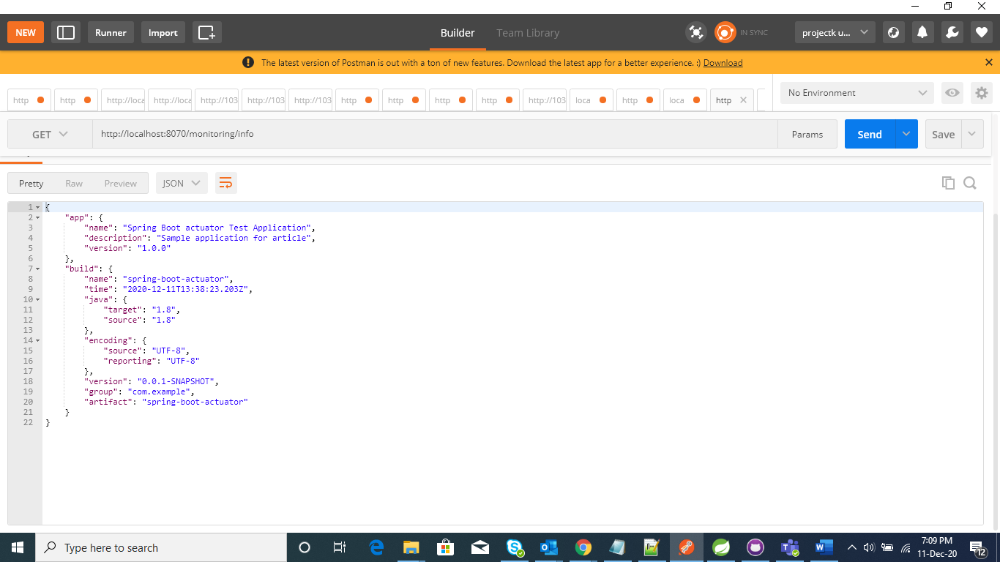 NEW Runner Import Builder Team Library IN SYNC projectk u...
The latest version of Postman is out with a ton of new features. Download the latest app for a better experience. :) Download
http http http://loca http://loca http://103 http://103 http://103 http http http http http://103 loca http loca http No Environment
GET http://localhost:8070/monitoring/info Params Send Save
Pretty Raw Preview JSON
1 {
2 "app": {
3 "name": "Spring Boot actuator Test Application",
4 "description": "Sample application for article",
5 "version": "1.0.0"
6 },
7 "build": {
8 "name": "spring-boot-actuator",
9 "time": "2020-12-11T13:38:23.203Z",
10 "java": {
11 "target": "1.8",
12 "source": "1.8"
13 },
14 "encoding": {
15 "source": "UTF-8",
16 "reporting": "UTF-8"
17 },
18 "version": "0.0.1-SNAPSHOT",
19 "group": "com.example",
20 "artifact": "spring-boot-actuator"
21 }
22 }
Type here to search
7:09 PM
11-Dec-20
12